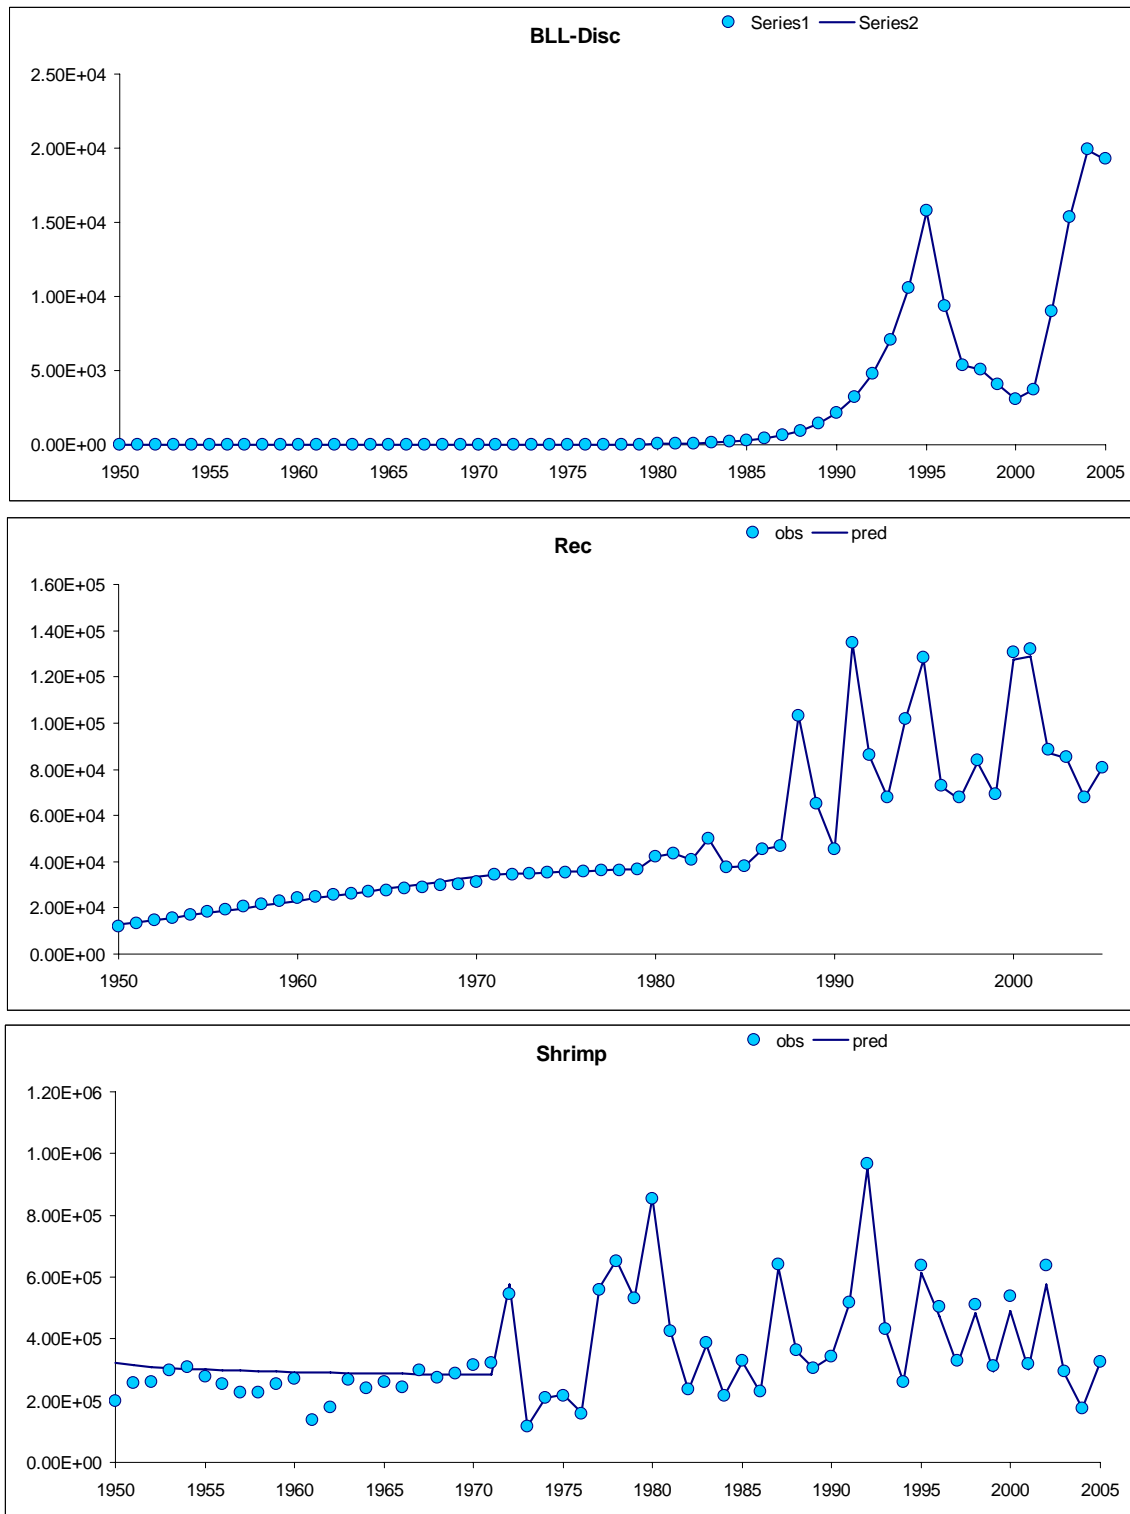 BLL-Disc
Series1 Series2
2.50E+04
2.00E+04
1.50E+04
1.00E+04
5.00E+03
0.00E+00
1950 1955 1960 1965 1970 1975 1980 1985 1990 1995 2000 2005
Rec
obs pred
1.60E+05
1.40E+05
1.20E+05
1.00E+05
8.00E+04
6.00E+04
4.00E+04
2.00E+04
0.00E+00
1950 1960 1970 1980 1990 2000
Shrimp
obs pred
1.20E+06
1.00E+06
8.00E+05
6.00E+05
4.00E+05
2.00E+05
0.00E+00
1950 1955 1960 1965 1970 1975 1980 1985 1990 1995 2000 2005